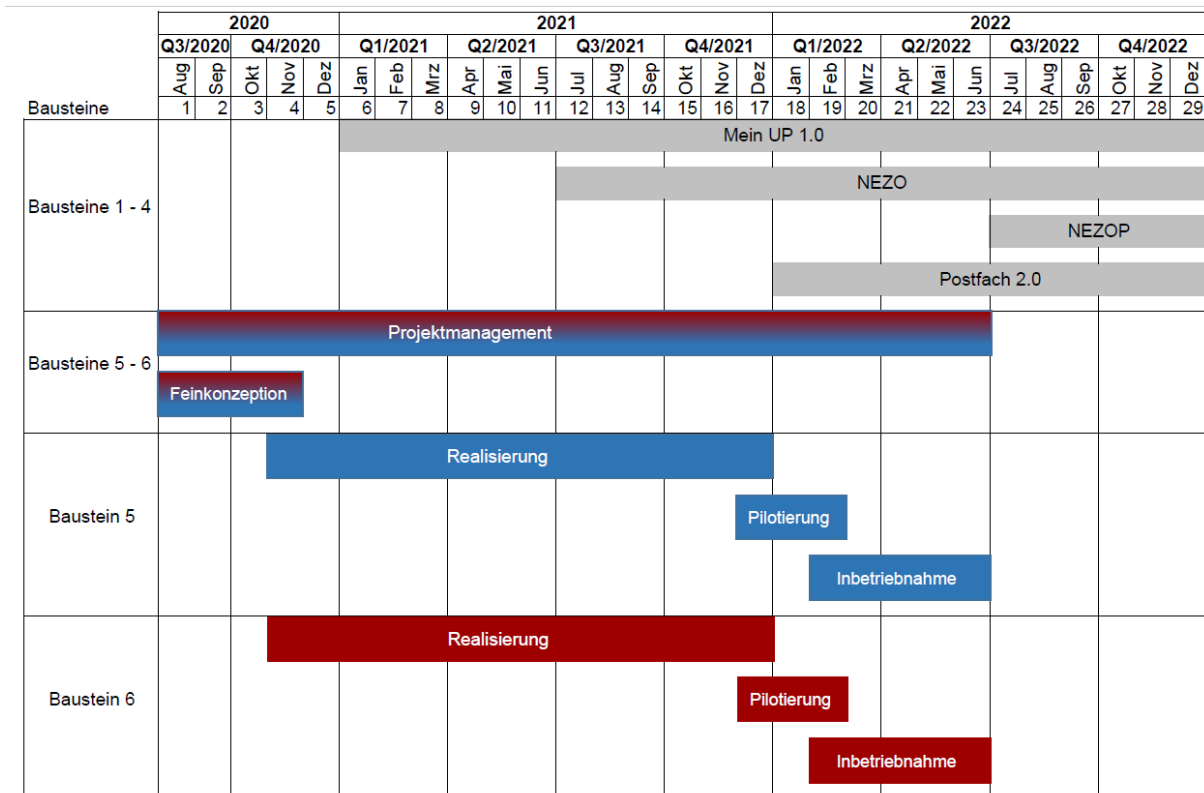 2020 2021 2022
Q3/2020 Q4/2020 Q1/2021 Q2/2021 Q3/2021 Q4/2021 Q1/2022 Q2/2022 Q3/2022 Q4/2022
Aug Sep Okt Nov Dez Jan Feb Mrz Apr Mai Jun Jul Aug Sep Okt Nov Dez Jan Feb Mrz Apr Mai Jun Jul Aug Sep Okt Nov Dez
Bausteine 1 2 3 4 5 6 7 8 9 10 11 12 13 14 15 16 17 18 19 20 21 22 23 24 25 26 27 28 29
Mein UP 1.0
NEZO
Bausteine 1 - 4
NEZOP
Postfach 2.0
Projektmanagement
Bausteine 5 - 6
Feinkonzeption
Realisierung
Baustein 5
Pilotierung
Inbetriebnahme
Realisierung
Baustein 6
Pilotierung
Inbetriebnahme